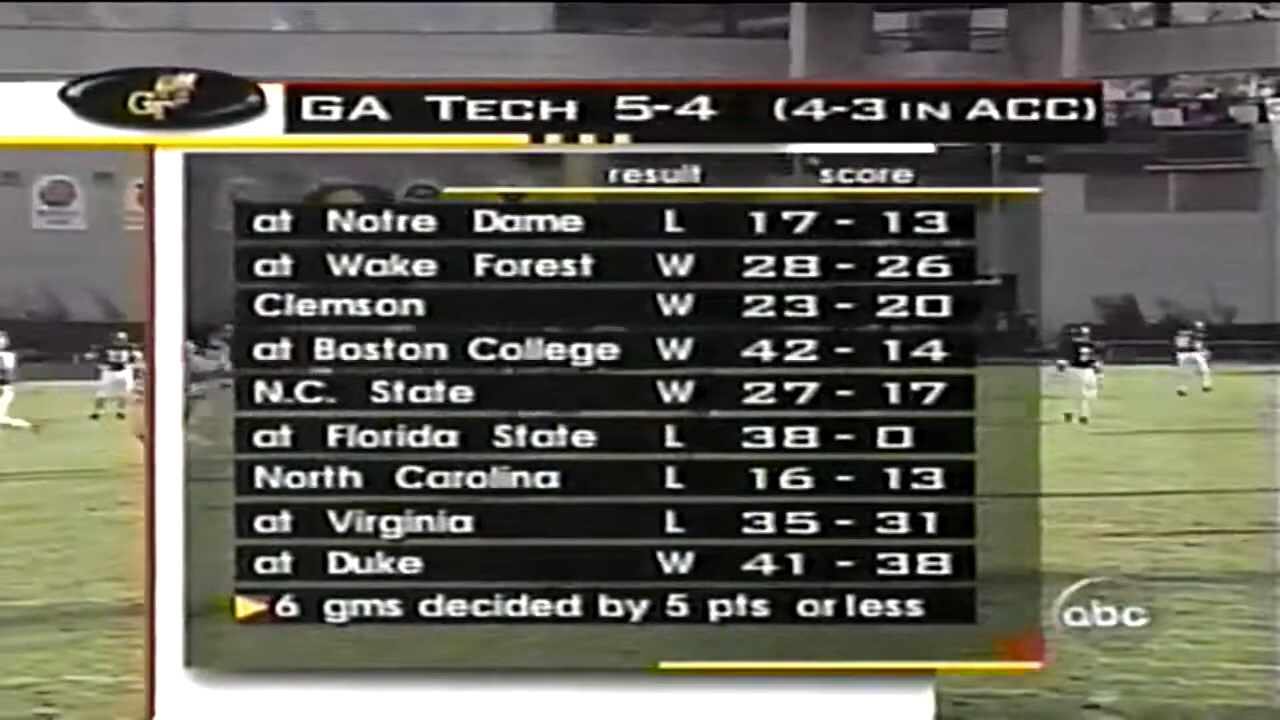 GT
GA TECH 5-4 (4-3 IN ACC)
result score
at Notre Dame L 17 - 13
at Wake Forest W 28 - 26
Clemson W 23 - 20
at Boston College W 42 - 14
N.C. State W 27 - 17
at Florida State L 38 - 0
North Carolina L 16 - 13
at Virginia L 35 - 31
at Duke W 41 - 38
6 gms decided by 5 pts or less
abc